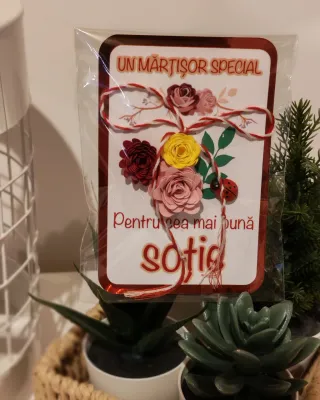 UN MĂRȚIȘOR SPECIAL
Pentru cea mai bună
soție